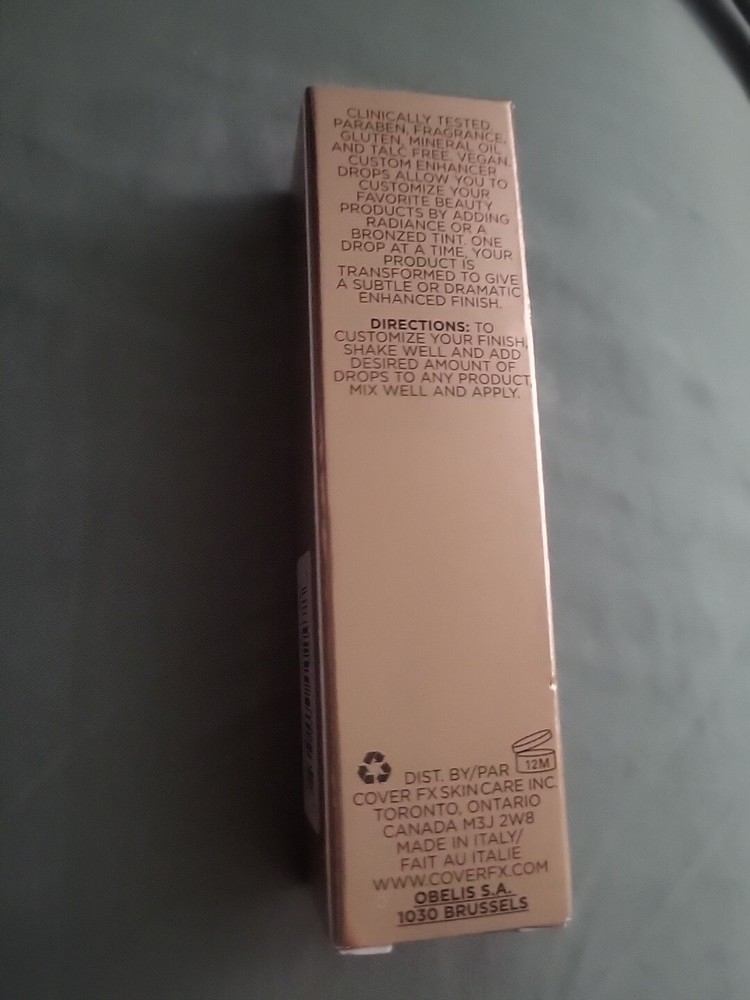 CLINICALLY TESTED,
PARABEN, FRAGRANCE,
GLUTEN, MINERAL OIL
AND TALC FREE. VEGAN.
CUSTOM ENHANCER
DROPS ALLOW YOU TO
CUSTOMIZE YOUR
FAVORITE BEAUTY
PRODUCTS BY ADDING
RADIANCE OR A
BRONZED TINT. ONE
DROP AT A TIME, YOUR
PRODUCT IS
TRANSFORMED TO GIVE
A SUBTLE OR DRAMATIC
ENHANCED FINISH.
DIRECTIONS: TO
CUSTOMIZE YOUR FINISH,
SHAKE WELL AND ADD
DESIRED AMOUNT OF
DROPS TO ANY PRODUCT,
MIX WELL AND APPLY.
12M
DIST. BY/PAR
COVER FX SKINCARE INC.
TORONTO, ONTARIO
CANADA M3J 2W8
MADE IN ITALY/
FAIT AU ITALIE
WWW.COVERFX.COM
OBELIS S.A.
1030 BRUSSELS